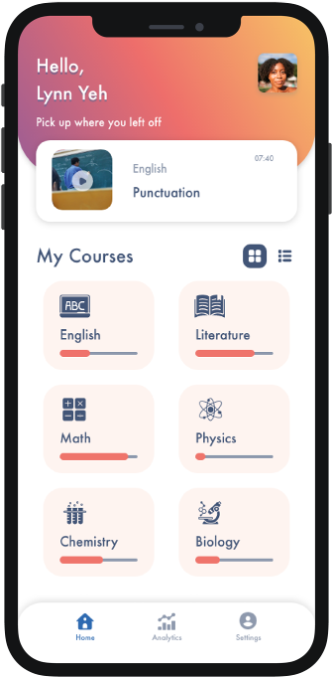 Hello,
Lynn Yeh
Pick up where you left off
07:40
English
Punctuation
My Courses
ABC
English
Literature
Math
Physics
Chemistry
Biology
Home
Analytics
Settings